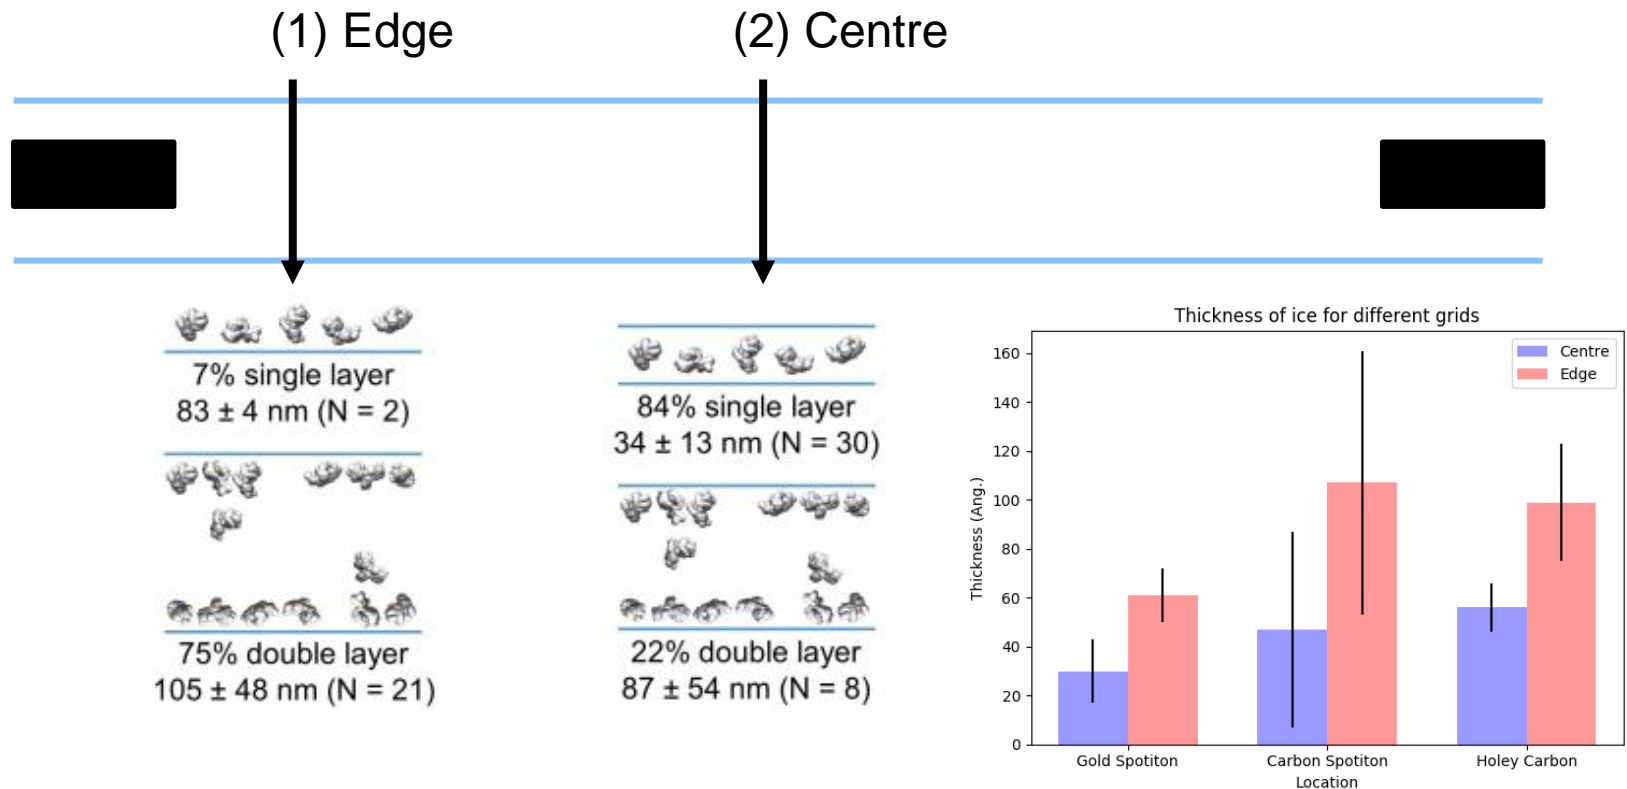 (1) Edge
(2) Centre
7% single layer
83 ± 4 nm (N = 2)
75% double layer
105 ± 48 nm (N = 21)
84% single layer
34 ± 13 nm (N = 30)
22% double layer
87 ± 54 nm (N = 8)
Thickness of ice for different grids
Centre
Edge
Thickness (Ang.)
160
140
120
100
80
60
40
20
0
Gold Spotiton
Carbon Spotiton
Holey Carbon
Location